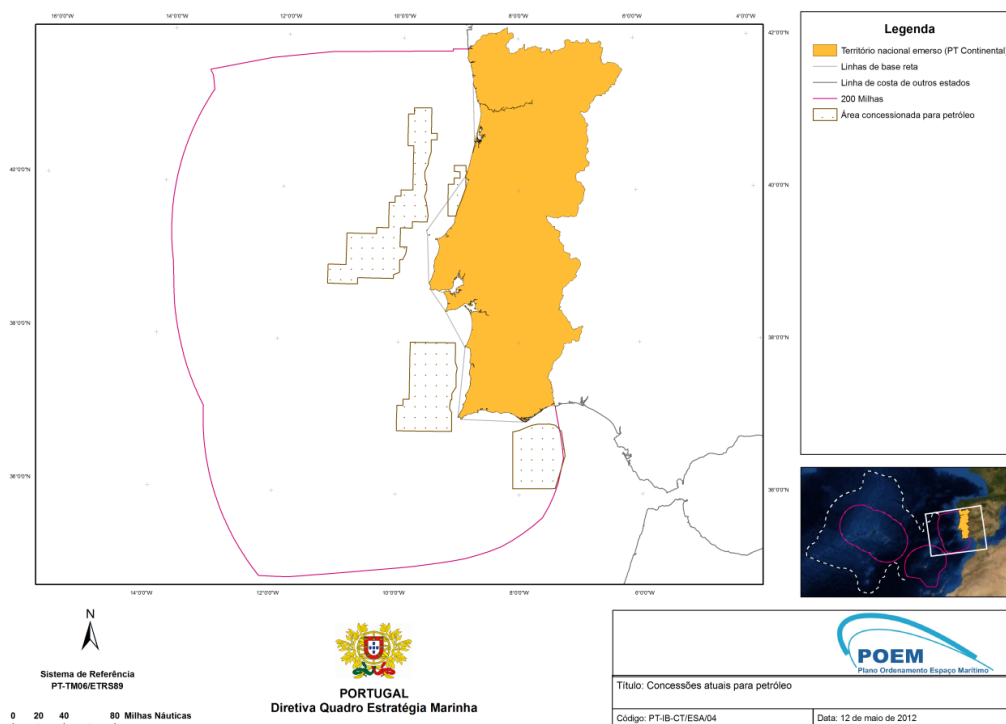 16°0'0"W 14°0'0"W 12°0'0"W 10°0'0"W 8°0'0"W 6°0'0"W 4°0'0"W
42°0'0"N
40°0'0"N 40°0'0"N
38°0'0"N 38°0'0"N
36°0'0"N 36°0'0"N
14°0'0"W 12°0'0"W 10°0'0"W 8°0'0"W 6°0'0"W
Legenda
Território nacional emerso (PT Continental)
Linhas de base reta
Linha de costa de outros estados
200 Milhas
Área concessionada para petróleo
N
Sistema de Referência
PT-TM06/ETRS89
0 20 40 80 Milhas Náuticas
0
PORTUGAL
Diretiva Quadro Estratégia Marinha
POEM
Plano Ordenamento Espaço Marítimo
Título: Concessões atuais para petróleo
Código: PT-IB-CT/ESA/04
Data: 12 de maio de 2012